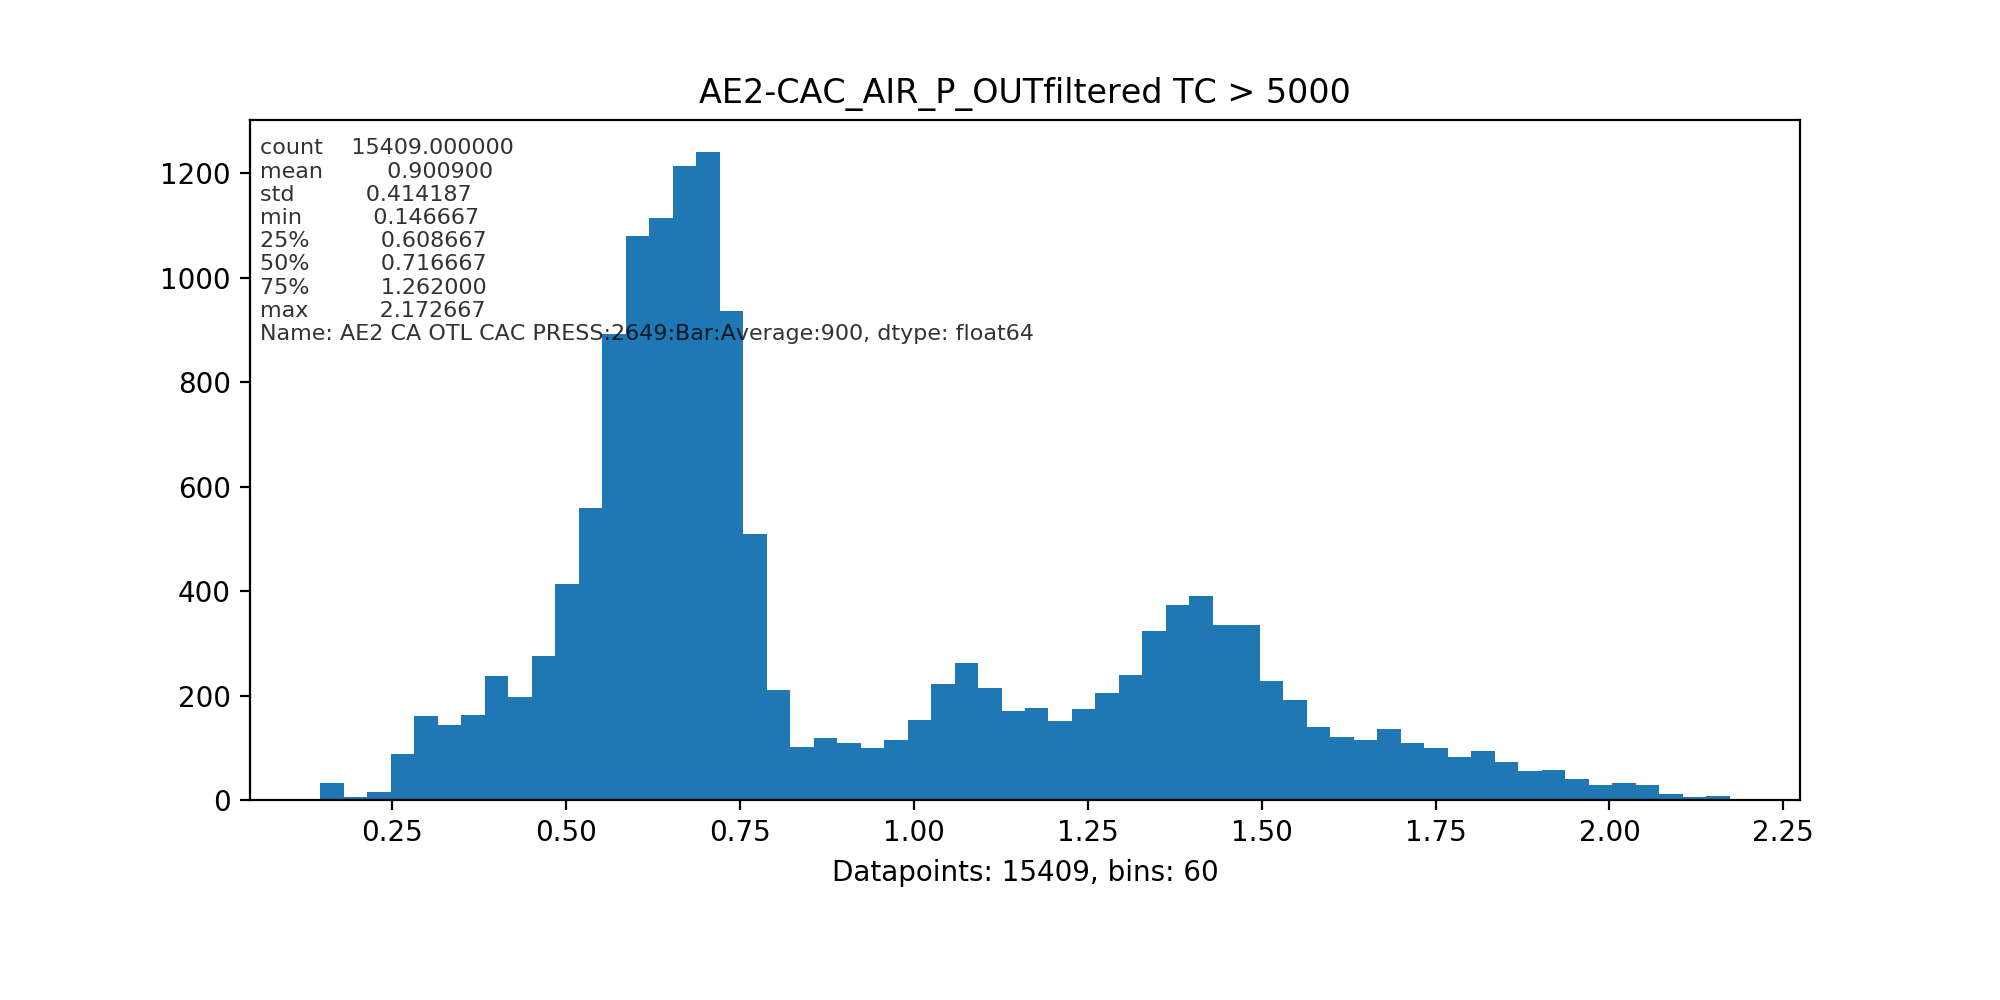 AE2-CAC_AIR_P_OUTfiltered TC > 5000
count 15409.000000
mean 0.900900
std 0.414187
min 0.146667
25% 0.608667
50% 0.716667
75% 1.262000
max 2.172667
Name: AE2 CA OTL CAC PRESS:2649:Bar:Average:900, dtype: float64
1200
1000
800
600
400
200
0
0.25 0.50 0.75 1.00 1.25 1.50 1.75 2.00 2.25
Datapoints: 15409, bins: 60